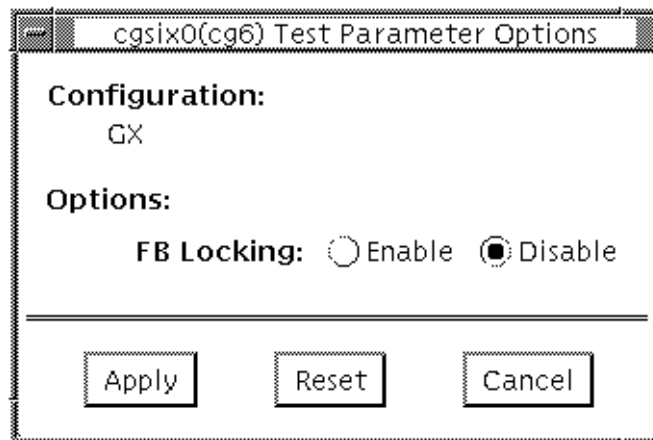 cgsix0(cg6) Test Parameter Options
Configuration:
GX
Options:
FB Locking: Enable Disable
Apply Reset Cancel